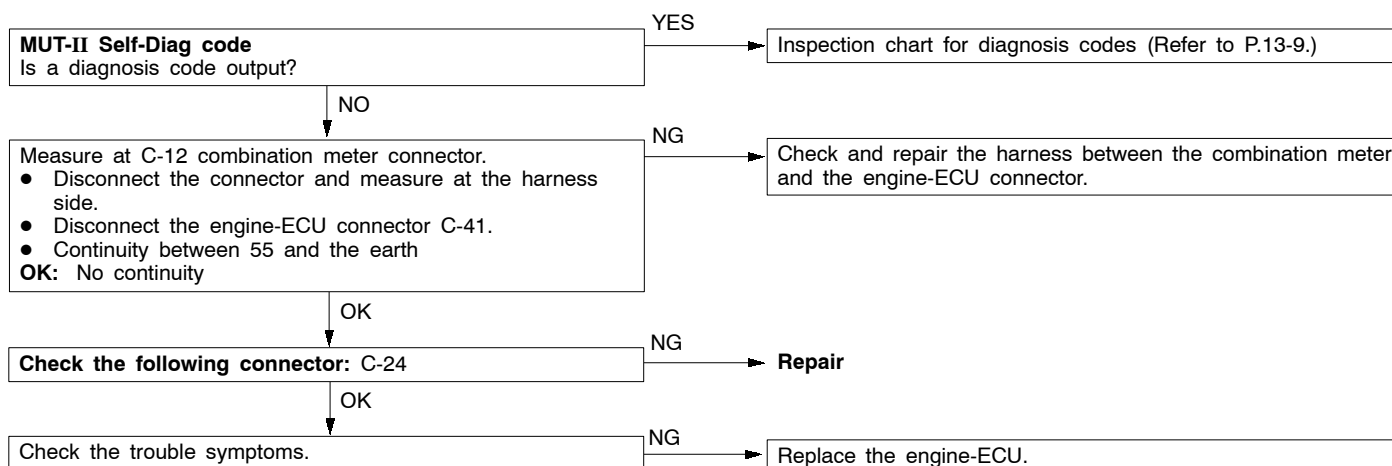 MUT-II Self-Diag code
Is a diagnosis code output?
YES
Inspection chart for diagnosis codes (Refer to P.13-9.)
NO
Measure at C-12 combination meter connector.
● Disconnect the connector and measure at the harness
side.
● Disconnect the engine-ECU connector C-41.
● Continuity between 55 and the earth
OK: No continuity
NG
Check and repair the harness between the combination meter
and the engine-ECU connector.
OK
Check the following connector: C-24
NG
Repair
OK
Check the trouble symptoms.
NG
Replace the engine-ECU.